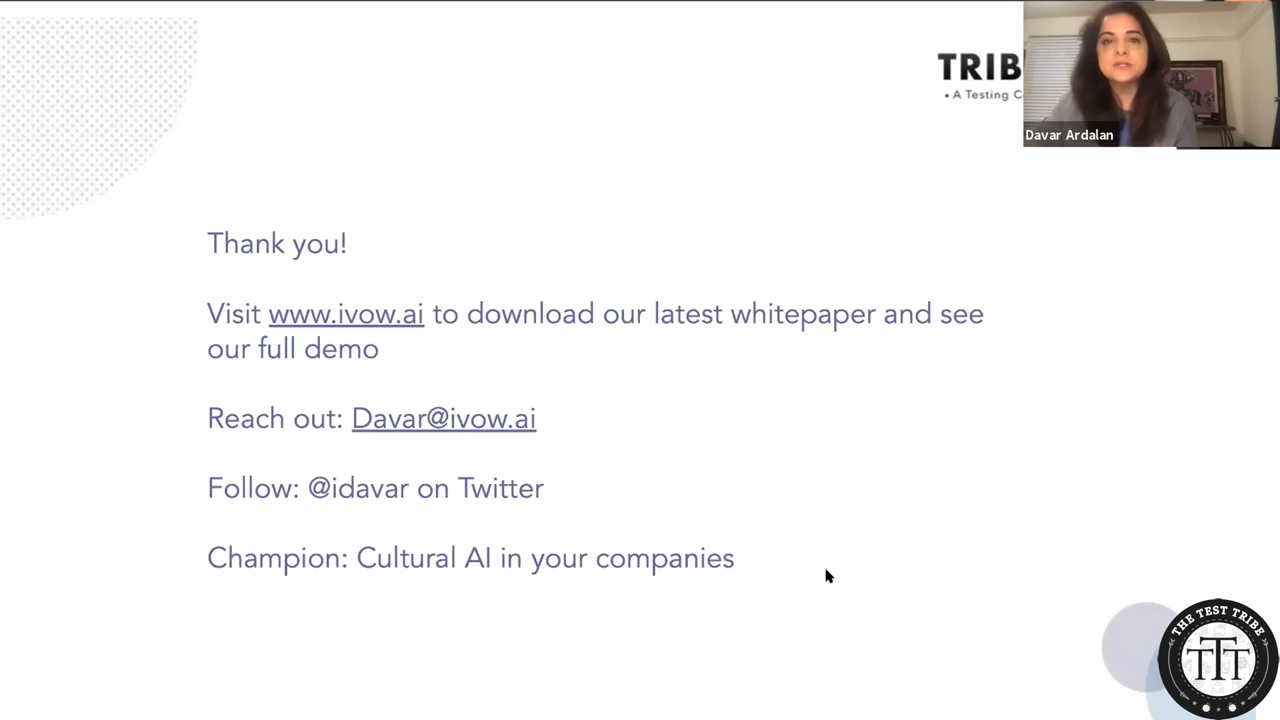 TRIB
• A Testing C
Davar Ardalan
Thank you!
Visit www.ivow.ai to download our latest whitepaper and see
our full demo
Reach out: Davar@ivow.ai
Follow: @idavar on Twitter
Champion: Cultural AI in your companies
THE TEST TRIBE
TTT